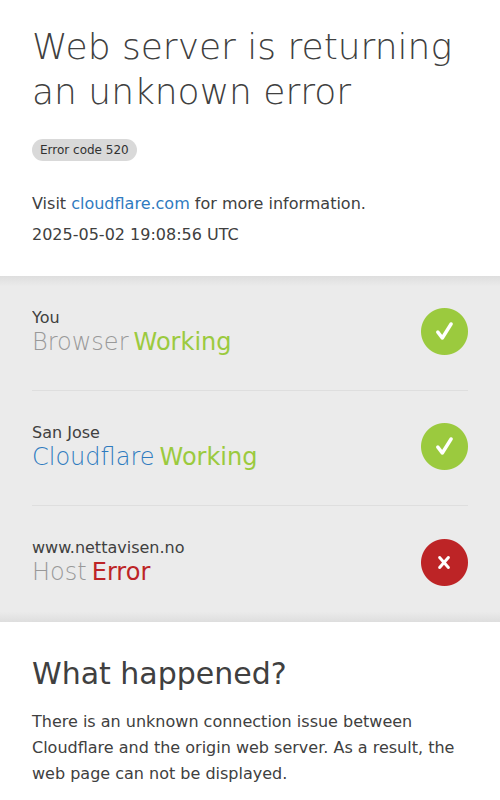 Web server is returning
an unknown error
Error code 520
Visit cloudflare.com for more information.
2025-05-02 19:08:56 UTC
You
Browser Working
San Jose
Cloudflare Working
www.nettavisen.no
Host Error
What happened?
There is an unknown connection issue between
Cloudflare and the origin web server. As a result, the
web page can not be displayed.